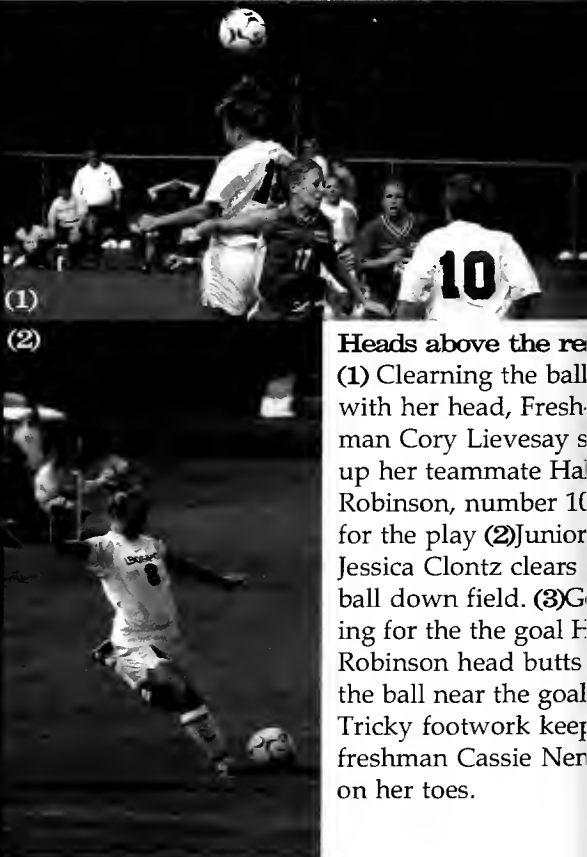 10
(1)
(2)
8
Heads above the re
(1) Clearning the ball
with her head, Fresh-
man Cory Lievesay s
up her teammate Hal
Robinson, number 10
for the play (2)Junior
Jessica Clontz clears
ball down field. (3)Go
ing for the the goal H
Robinson head butts
the ball near the goal
Tricky footwork keep
freshman Cassie Nen
on her toes.